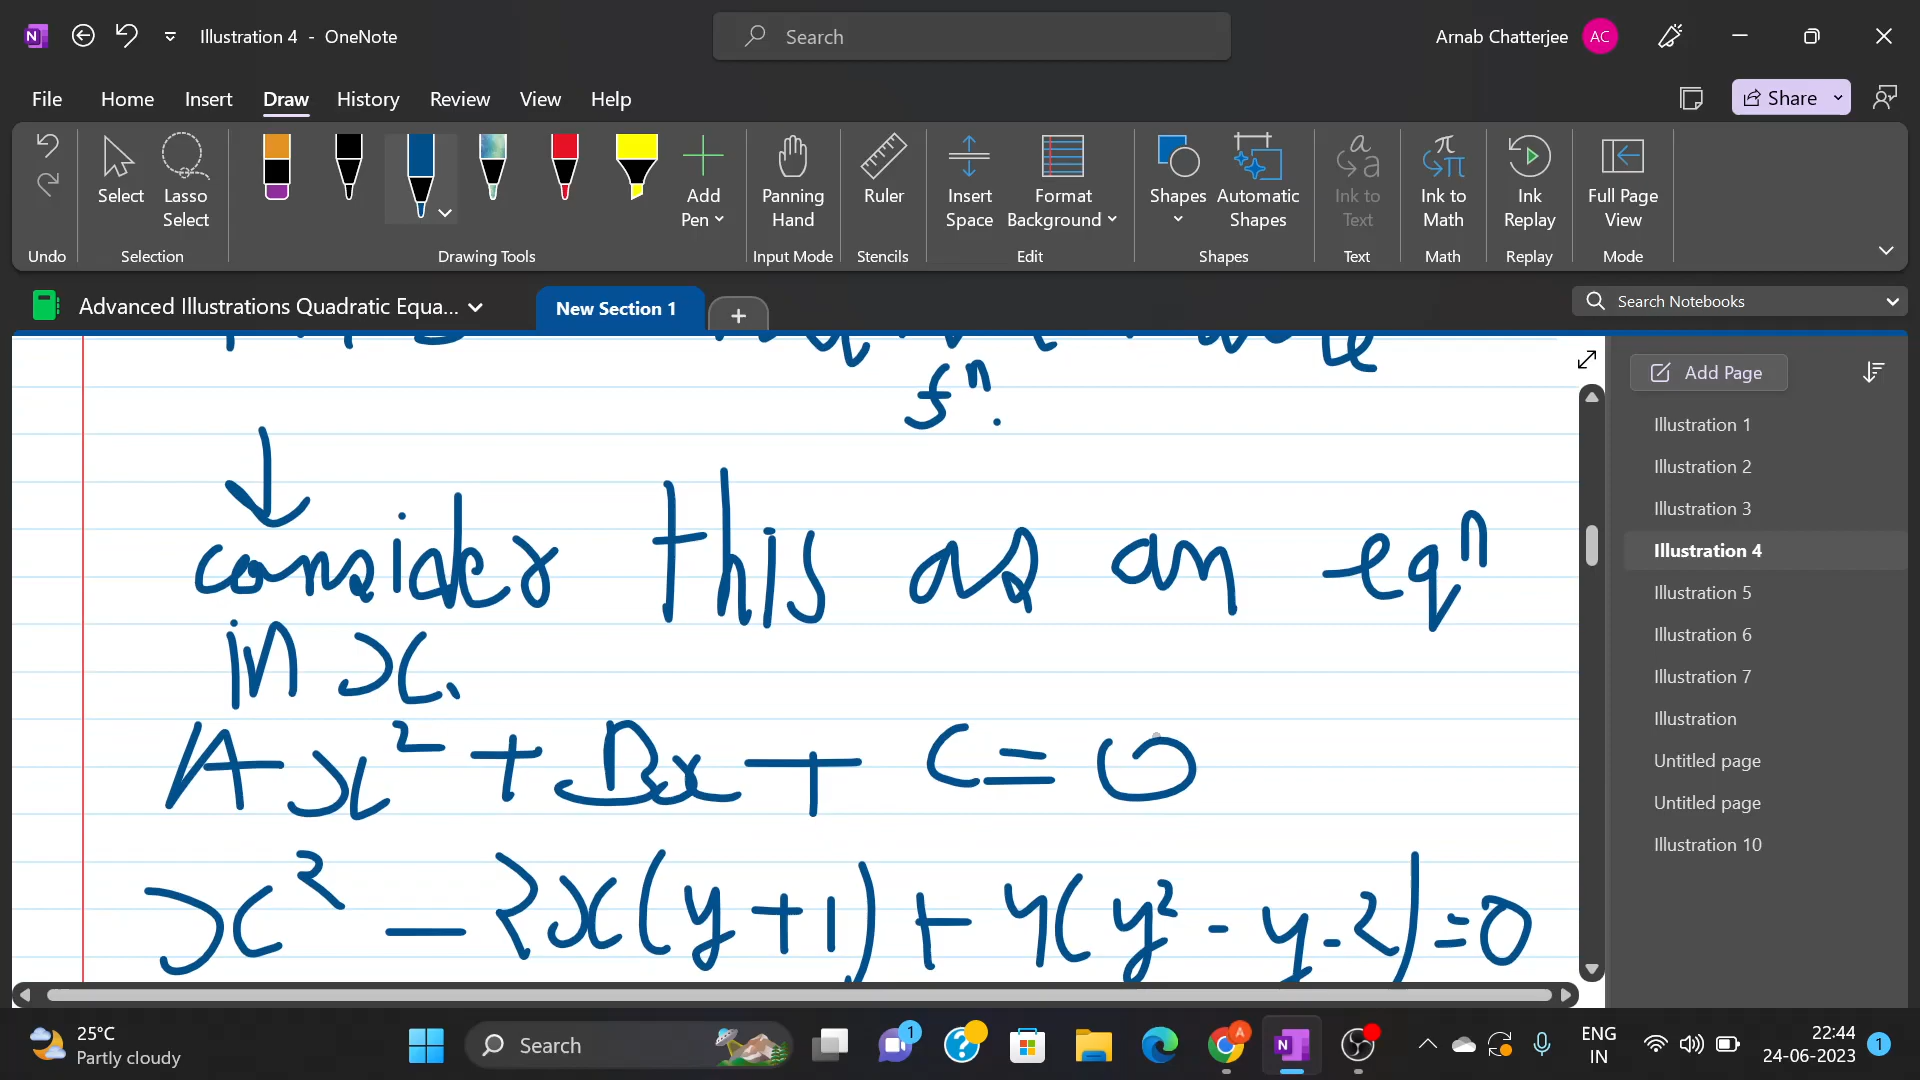 Illustration 4 - OneNote
Search
Arnab Chatterjee AC
File Home Insert Draw History Review View Help
Share
Select
Lasso Select
Add Pen
Panning Hand
Ruler
Insert Space
Format Background
Shapes
Automatic Shapes
Ink to Text
Ink to Math
Ink Replay
Full Page View
Undo Selection Drawing Tools Input Mode Stencils Edit Shapes Text Math Replay Mode
Advanced Illustrations Quadratic Equa... New Section 1 +
Search Notebooks
Add Page
Illustration 1
Illustration 2
Illustration 3
Illustration 4
Illustration 5
Illustration 6
Illustration 7
Illustration
Untitled page
Untitled page
Illustration 10
fⁿ.
consider this as an eqⁿ
in x.
Ax² + Bx + C = 0
x² - 2x(y+1) + 4(y² - y - 2) = 0
25°C
Partly cloudy
Search
1
A
ENG
IN
22:44
24-06-2023
1